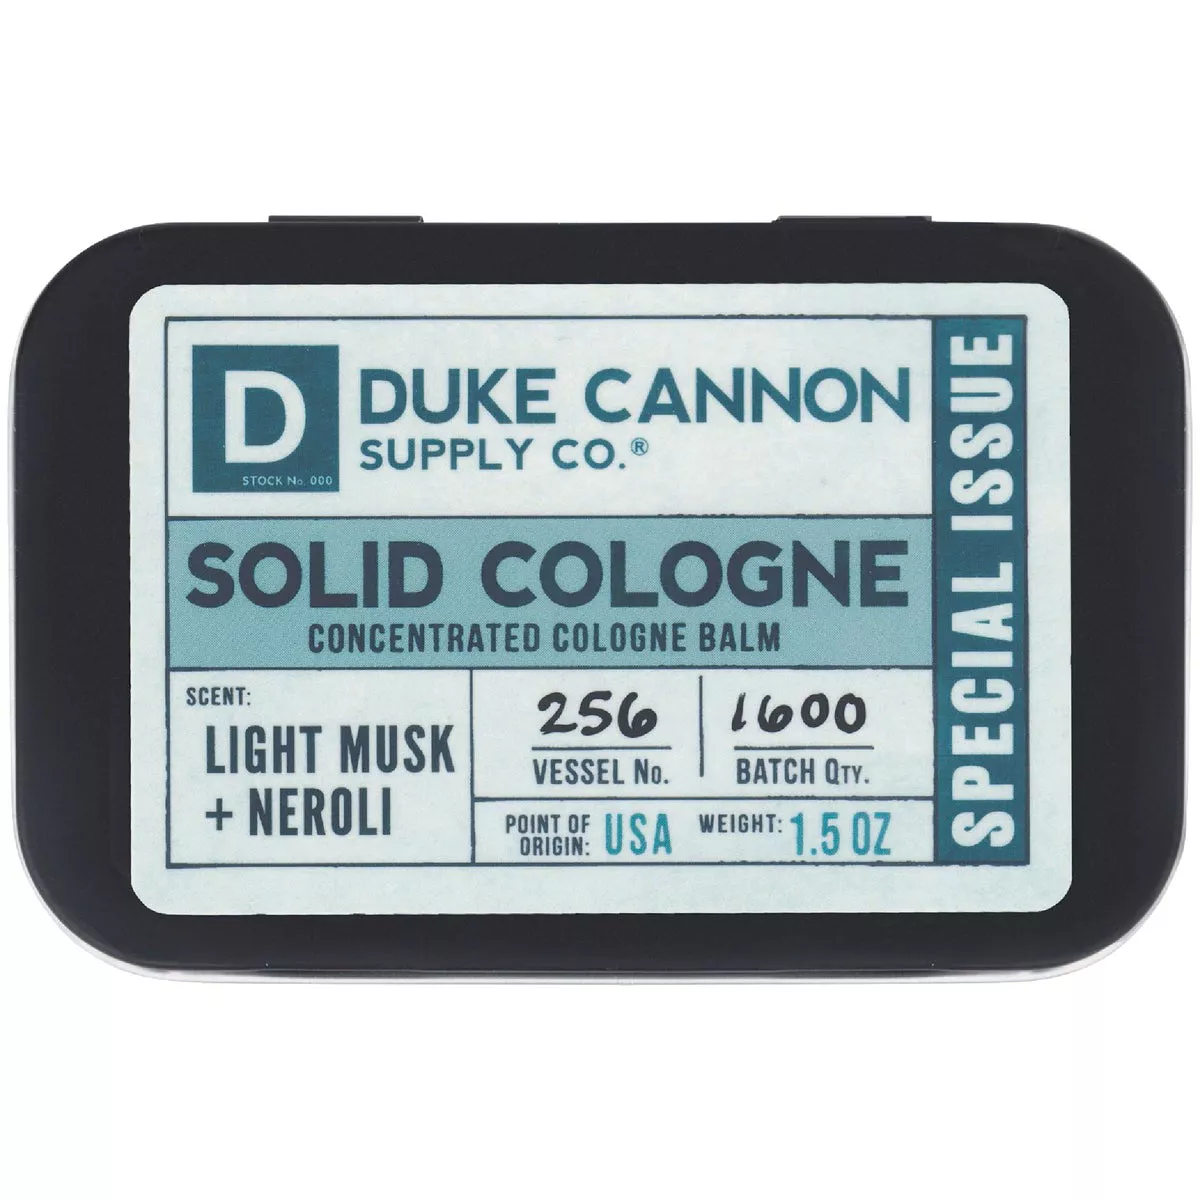 D
STOCK No. 000
DUKE CANNON
SUPPLY CO.®
SOLID COLOGNE
CONCENTRATED COLOGNE BALM
SCENT:
LIGHT MUSK
+ NEROLI
256
VESSEL No.
1600
BATCH QTY.
POINT OF
ORIGIN:
USA
WEIGHT: 1.5 OZ
SPECIAL ISSUE